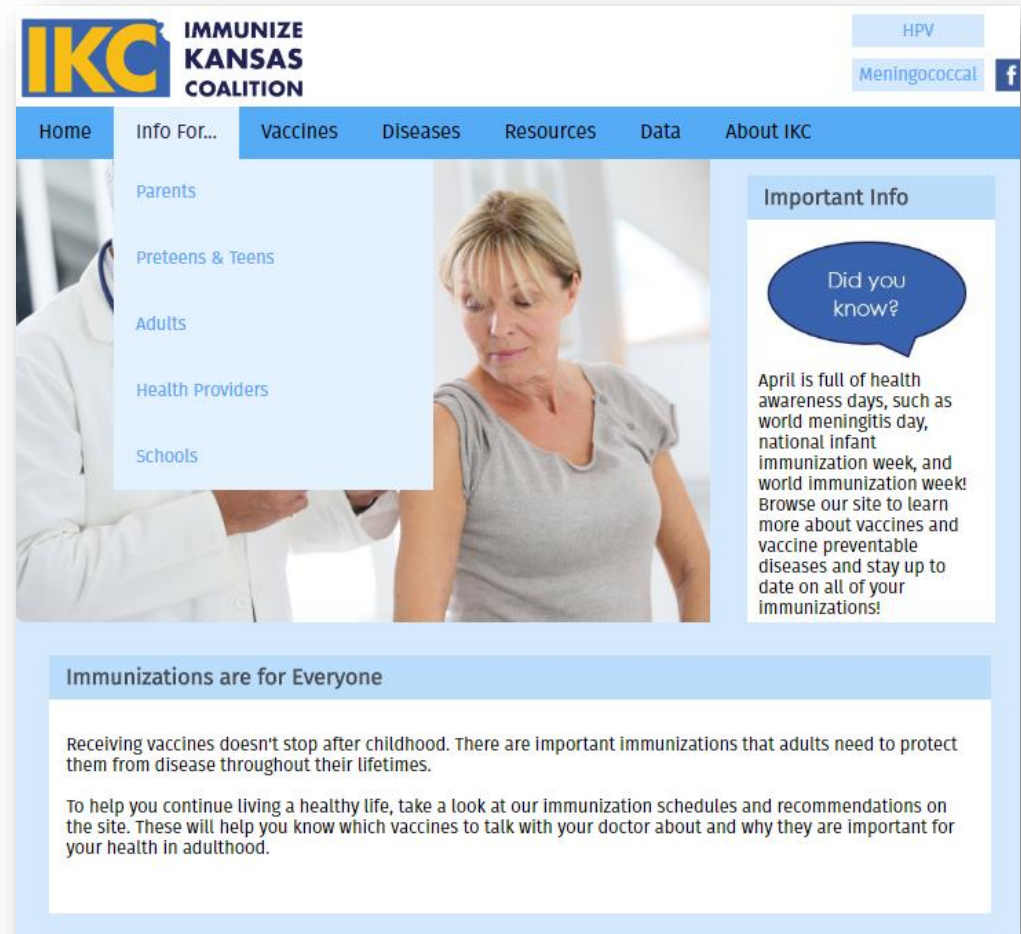 IKC
IMMUNIZE
KANSAS
COALITION
HPV
Meningococcal
f
Home Info For... Vaccines Diseases Resources Data About IKC
Parents
Preteens & Teens
Adults
Health Providers
Schools
Important Info
Did you
know?
April is full of health
awareness days, such as
world meningitis day,
national infant
immunization week, and
world immunization week!
Browse our site to learn
more about vaccines and
vaccine preventable
diseases and stay up to
date on all of your
immunizations!
Immunizations are for Everyone
Receiving vaccines doesn't stop after childhood. There are important immunizations that adults need to protect
them from disease throughout their lifetimes.
To help you continue living a healthy life, take a look at our immunization schedules and recommendations on
the site. These will help you know which vaccines to talk with your doctor about and why they are important for
your health in adulthood.